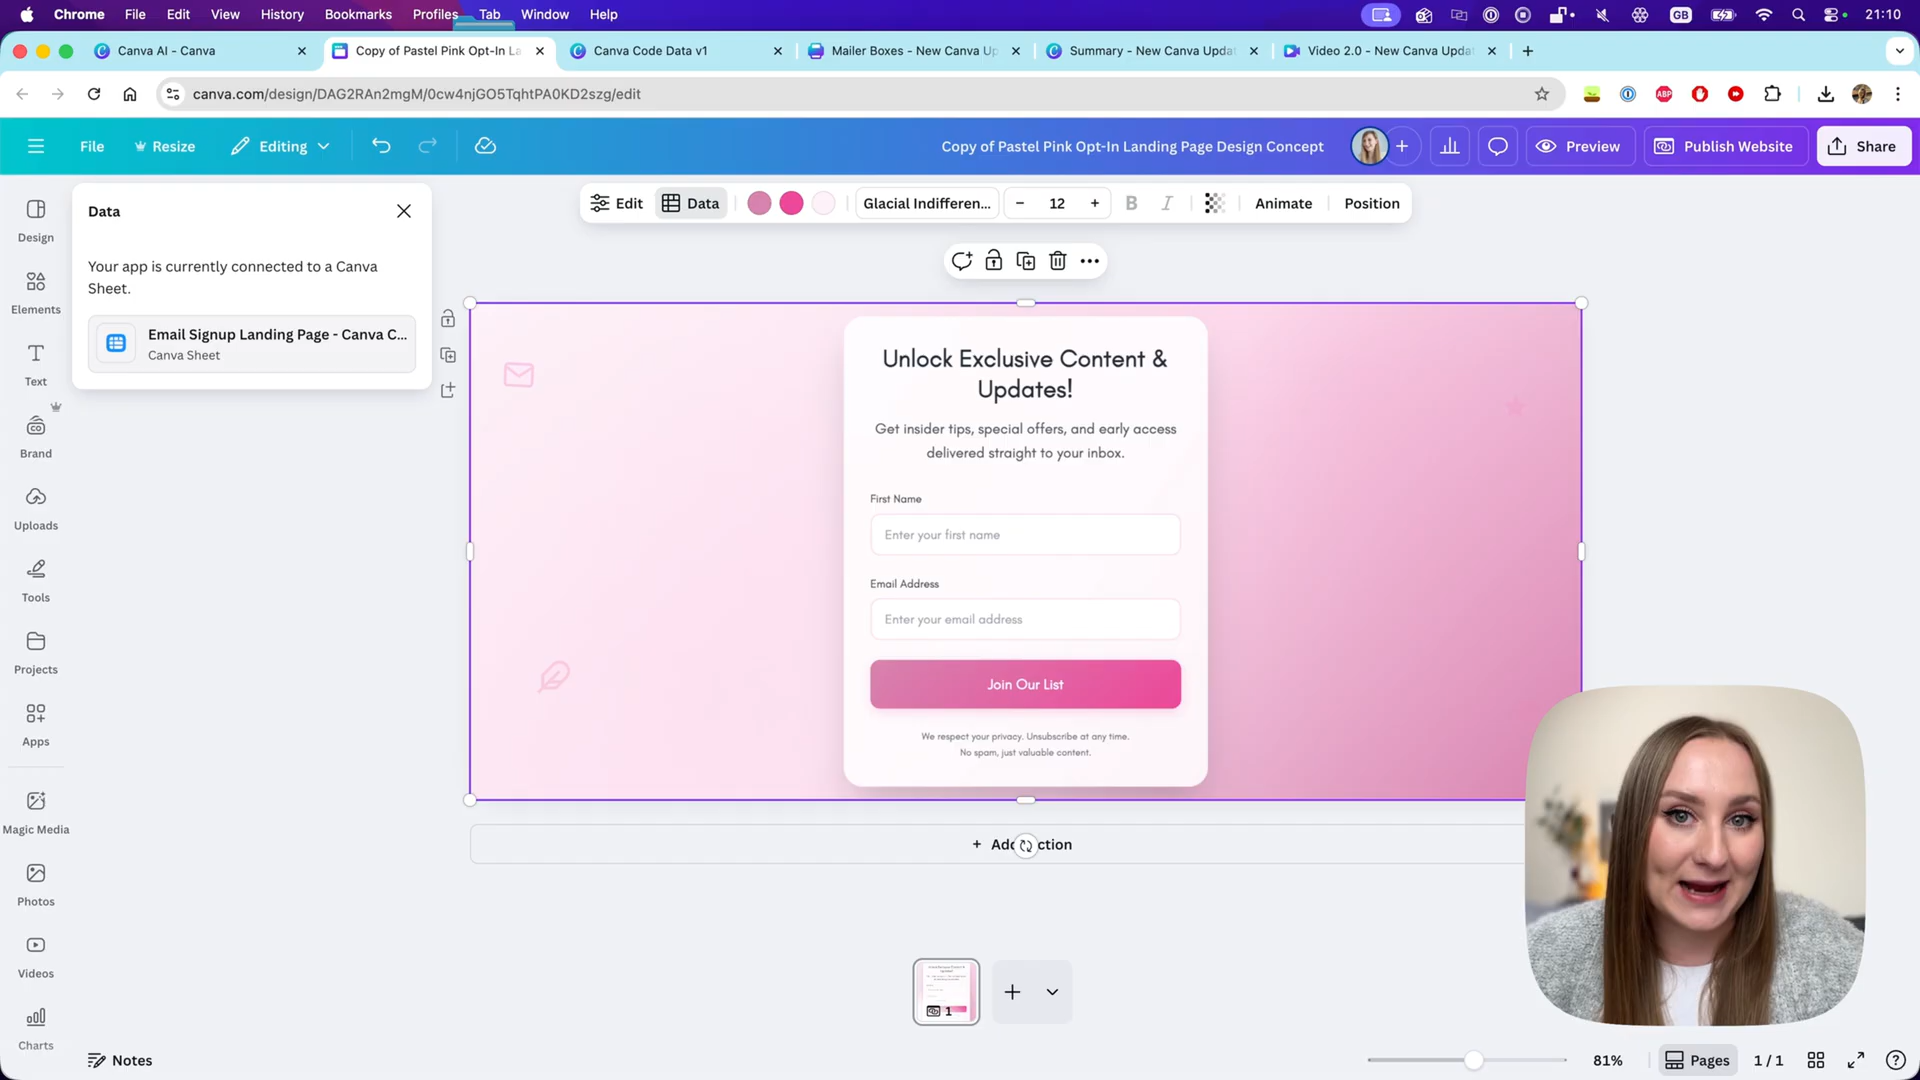 Chrome File Edit View History Bookmarks Profiles Tab Window Help GB 21:10
Canva AI - Canva
Copy of Pastel Pink Opt-In La
Canva Code Data v1
Mailer Boxes - New Canva Up
Summary - New Canva Updat
Video 2.0 - New Canva Updat
canva.com/design/DAG2RAn2mgM/0cw4njGO5TqhtPA0KD2szg/edit
ABP
File Resize Editing
Copy of Pastel Pink Opt-In Landing Page Design Concept
Preview Publish Website Share
Design
Elements
Text
Brand
Uploads
Tools
Projects
Apps
Magic Media
Photos
Videos
Charts
Data
Your app is currently connected to a Canva
Sheet.
Email Signup Landing Page - Canva C...
Canva Sheet
Edit Data Glacial Indifferen... − 12 + B I Animate Position
Unlock Exclusive Content &
Updates!
Get insider tips, special offers, and early access
delivered straight to your inbox.
First Name
Enter your first name
Email Address
Enter your email address
Join Our List
We respect your privacy. Unsubscribe at any time.
No spam, just valuable content.
1
Notes
81% Pages 1 / 1